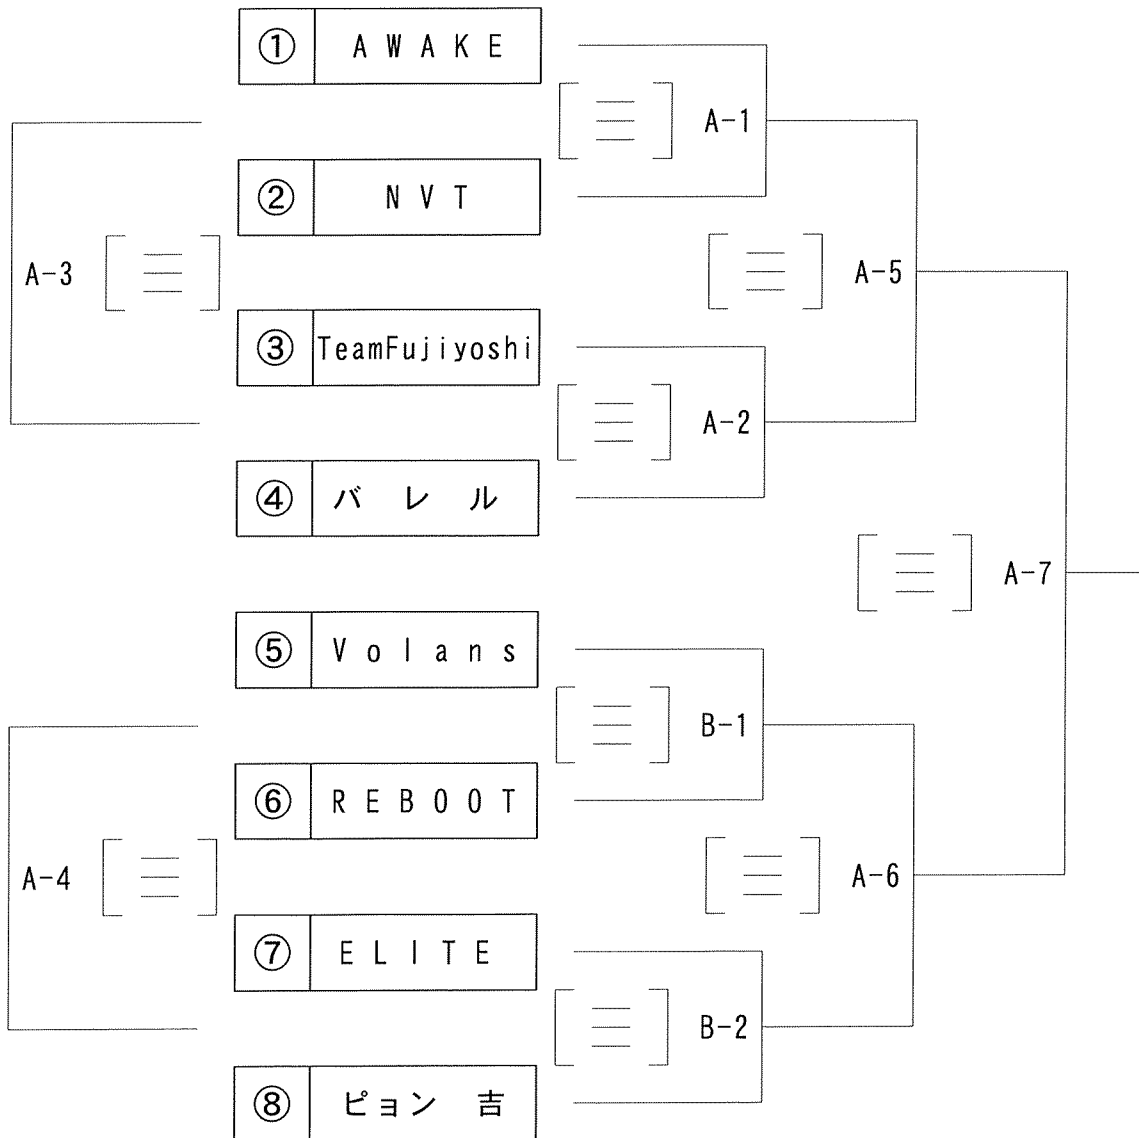 ① AWAKE
A-1
② NVT
A-3
A-5
③ TeamFujiyoshi
A-2
④ バレル
A-7
⑤ Volans
B-1
⑥ REBOOT
A-4
A-6
⑦ ELITE
B-2
⑧ ピョン吉